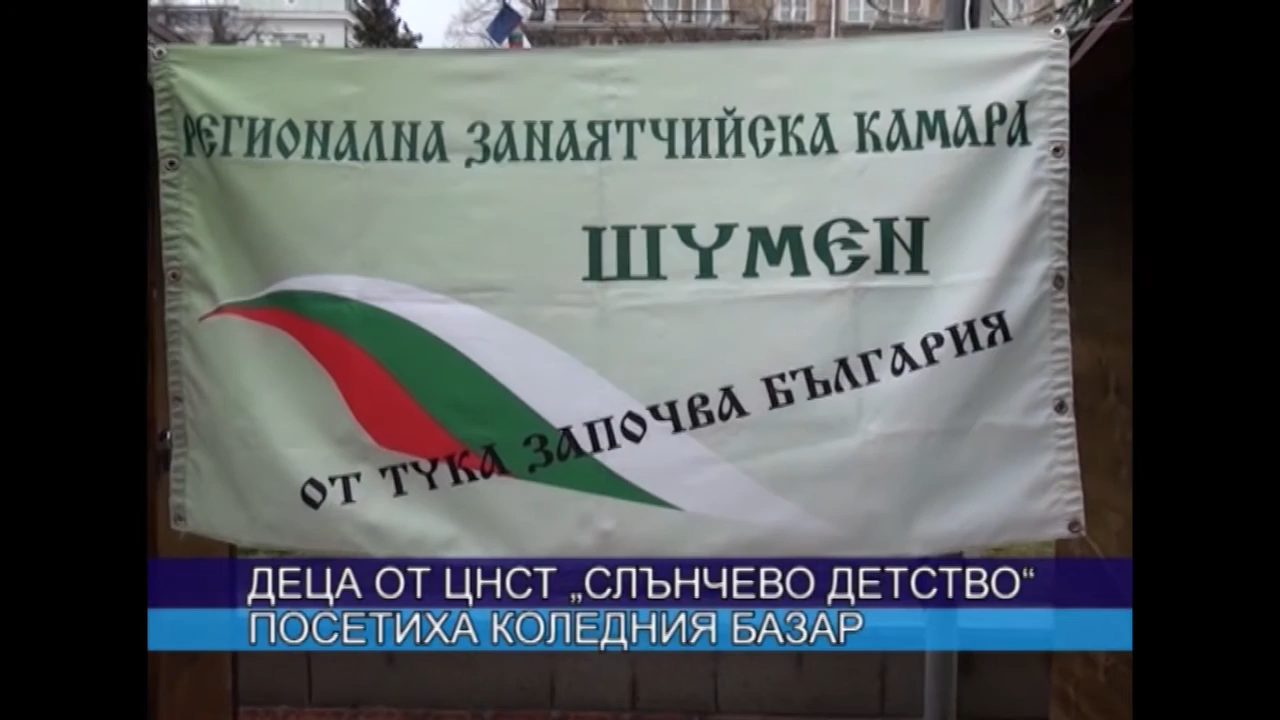 РЕГИОНАЛНА ЗАНАЯТЧИЙСКА КАМАРА
ШУМЕН
ОТ ТУКА ЗАПОЧВА БЪЛГАРИЯ
ДЕЦА ОТ ЦНСТ „СЛЪНЧЕВО ДЕТСТВО“
ПОСЕТИХА КОЛЕДНИЯ БАЗАР